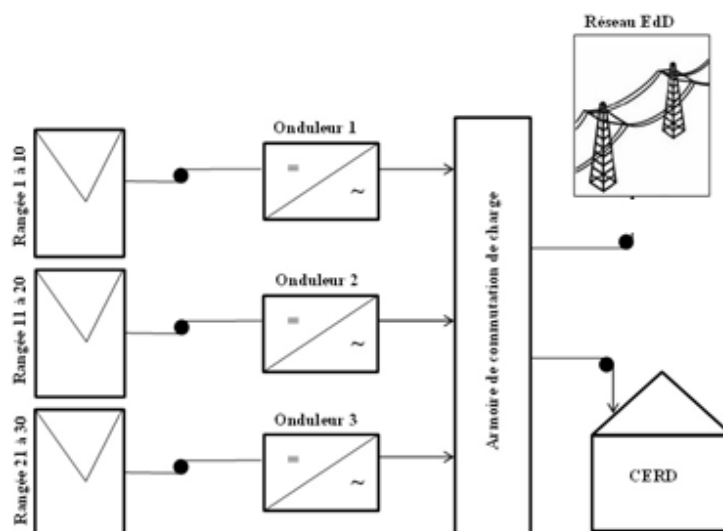 Réseau EdD
Onduleur 1
Rangée 1 à 10
=
~
Onduleur 2
Rangée 11 à 20
=
~
Onduleur 3
Rangée 21 à 30
=
~
Armoire de commutation de charge
CERD